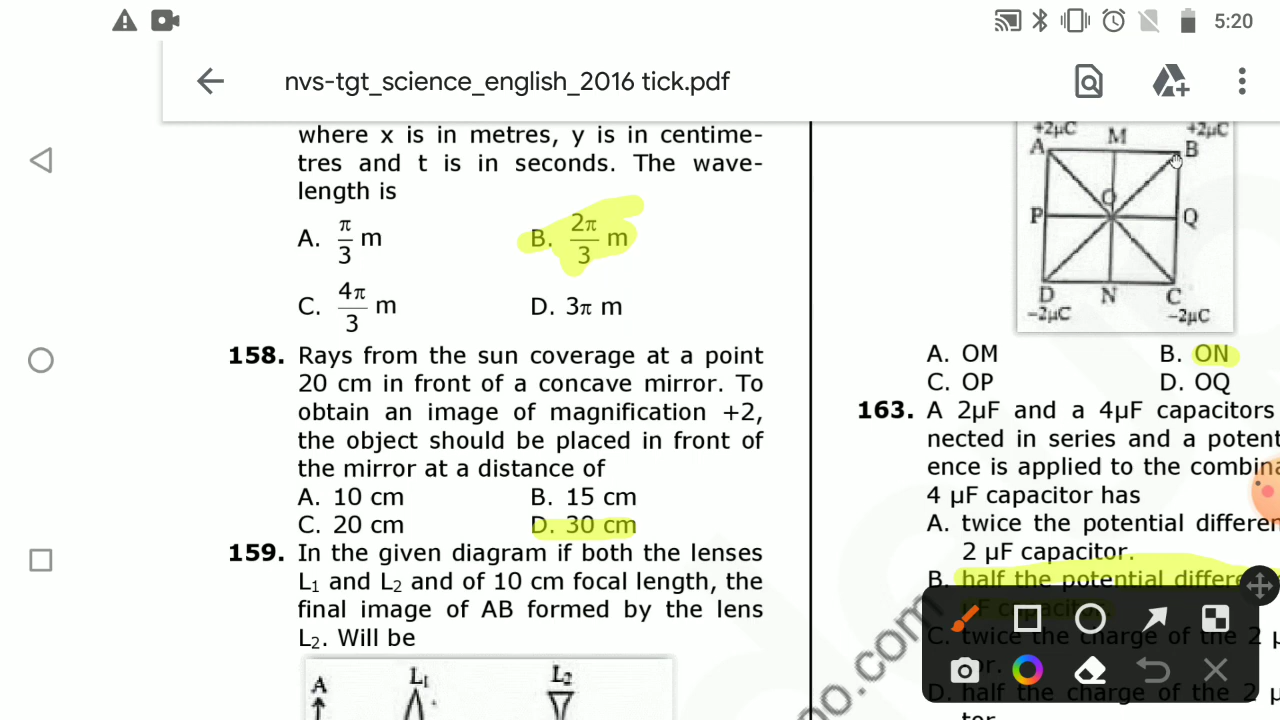 5:20
nvs-tgt_science_english_2016 tick.pdf
where x is in metres, y is in centime-
tres and t is in seconds. The wave-
length is
A. π/3 m
B. 2π/3 m
C. 4π/3 m
D. 3π m
158. Rays from the sun coverage at a point
20 cm in front of a concave mirror. To
obtain an image of magnification +2,
the object should be placed in front of
the mirror at a distance of
A. 10 cm
B. 15 cm
C. 20 cm
D. 30 cm
159. In the given diagram if both the lenses
L₁ and L₂ and of 10 cm focal length, the
final image of AB formed by the lens
L₂. Will be
A L₁ L₂
+2μC M +2μC
A B
O
P Q
D N C
-2μC -2μC
A. OM
B. ON
C. OP
D. OQ
163. A 2μF and a 4μF capacitors
nected in series and a potent
ence is applied to the combina
4 μF capacitor has
A. twice the potential differen
2 μF capacitor.
B. half the potential differe
C. twice the charge of the 2 μ
or.
D. half the charge of the 2 μ
tor.
oo.com